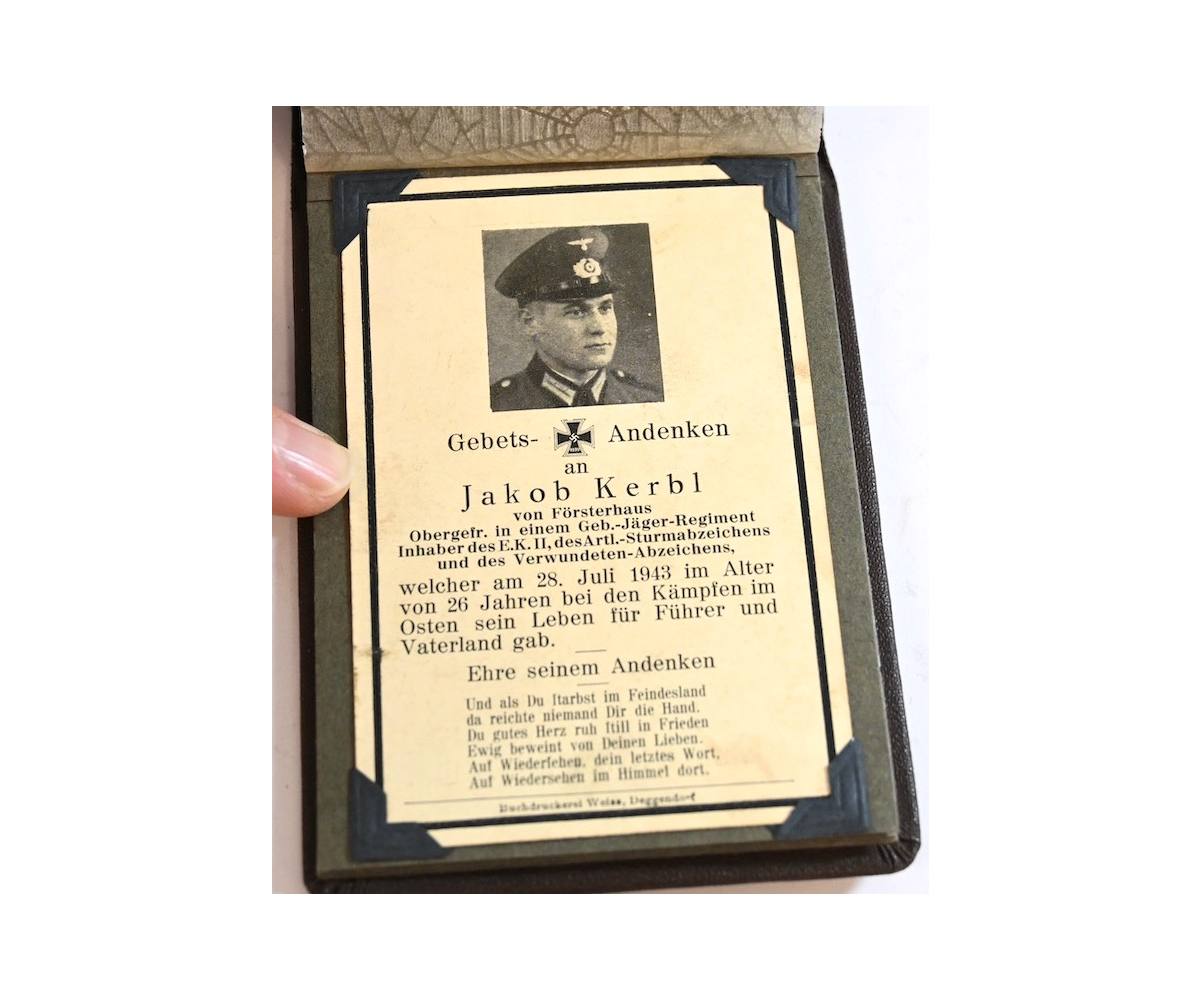 Gebets- Andenken
an
Jakob Kerbl
von Försterhaus
Obergefr. in einem Geb.-Jäger-Regiment
Inhaber des E.K. II, des Artl.-Sturmabzeichens
und des Verwundeten-Abzeichens,
welcher am 28. Juli 1943 im Alter
von 26 Jahren bei den Kämpfen im
Osten sein Leben für Führer und
Vaterland gab.
Ehre seinem Andenken
Und als Du ſtarbst im Feindesland
da reichte niemand Dir die Hand.
Du gutes Herz ruh ſtill in Frieden
Ewig beweint von Deinen Lieben.
Auf Wiederſehen, dein letztes Wort,
Auf Wiedersehen im Himmel dort.
Buchdruckerei Weiss, Deggendorf